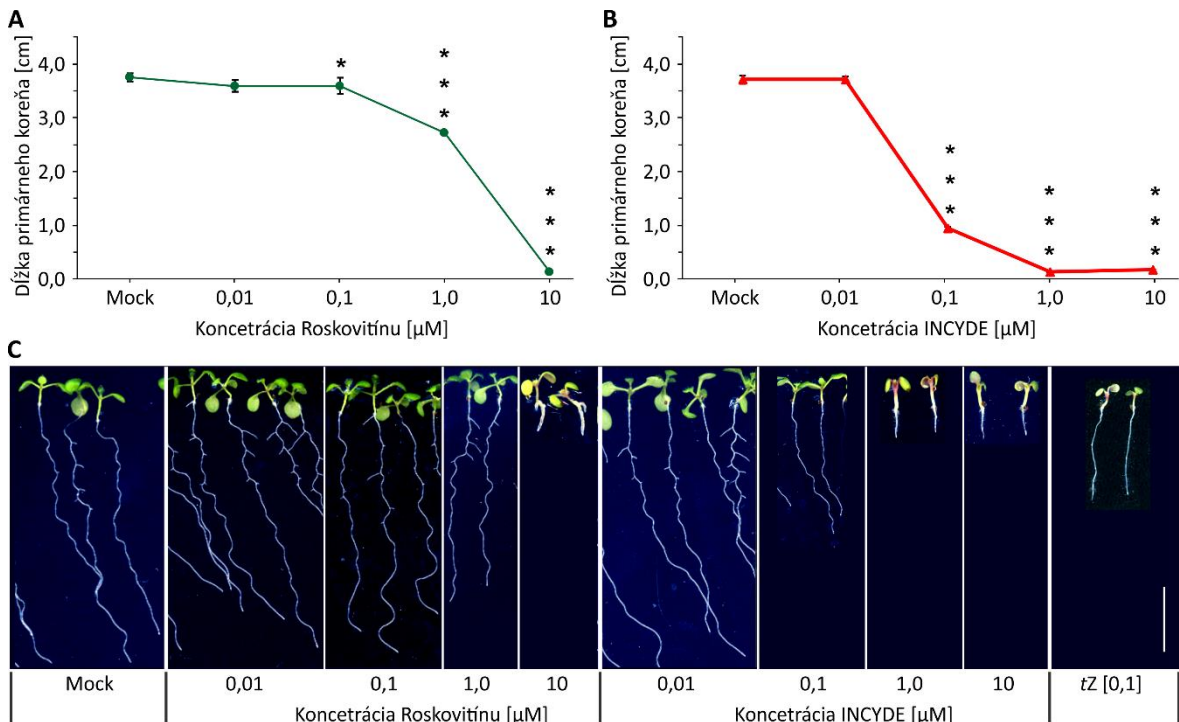 A
Dĺžka primárneho koreňa [cm]
4,0
3,0
2,0
1,0
0,0
*
* * *
* * *
Mock 0,01 0,1 1,0 10
Koncetrácia Roskovitínu [µM]
B
Dĺžka primárneho koreňa [cm]
4,0
3,0
2,0
1,0
0,0
* * *
* * *
* * *
Mock 0,01 0,1 1,0 10
Koncetrácia INCYDE [µM]
C
Mock 0,01 0,1 1,0 10 0,01 0,1 1,0 10 tZ [0,1]
Koncetrácia Roskovitínu [µM] Koncetrácia INCYDE [µM]